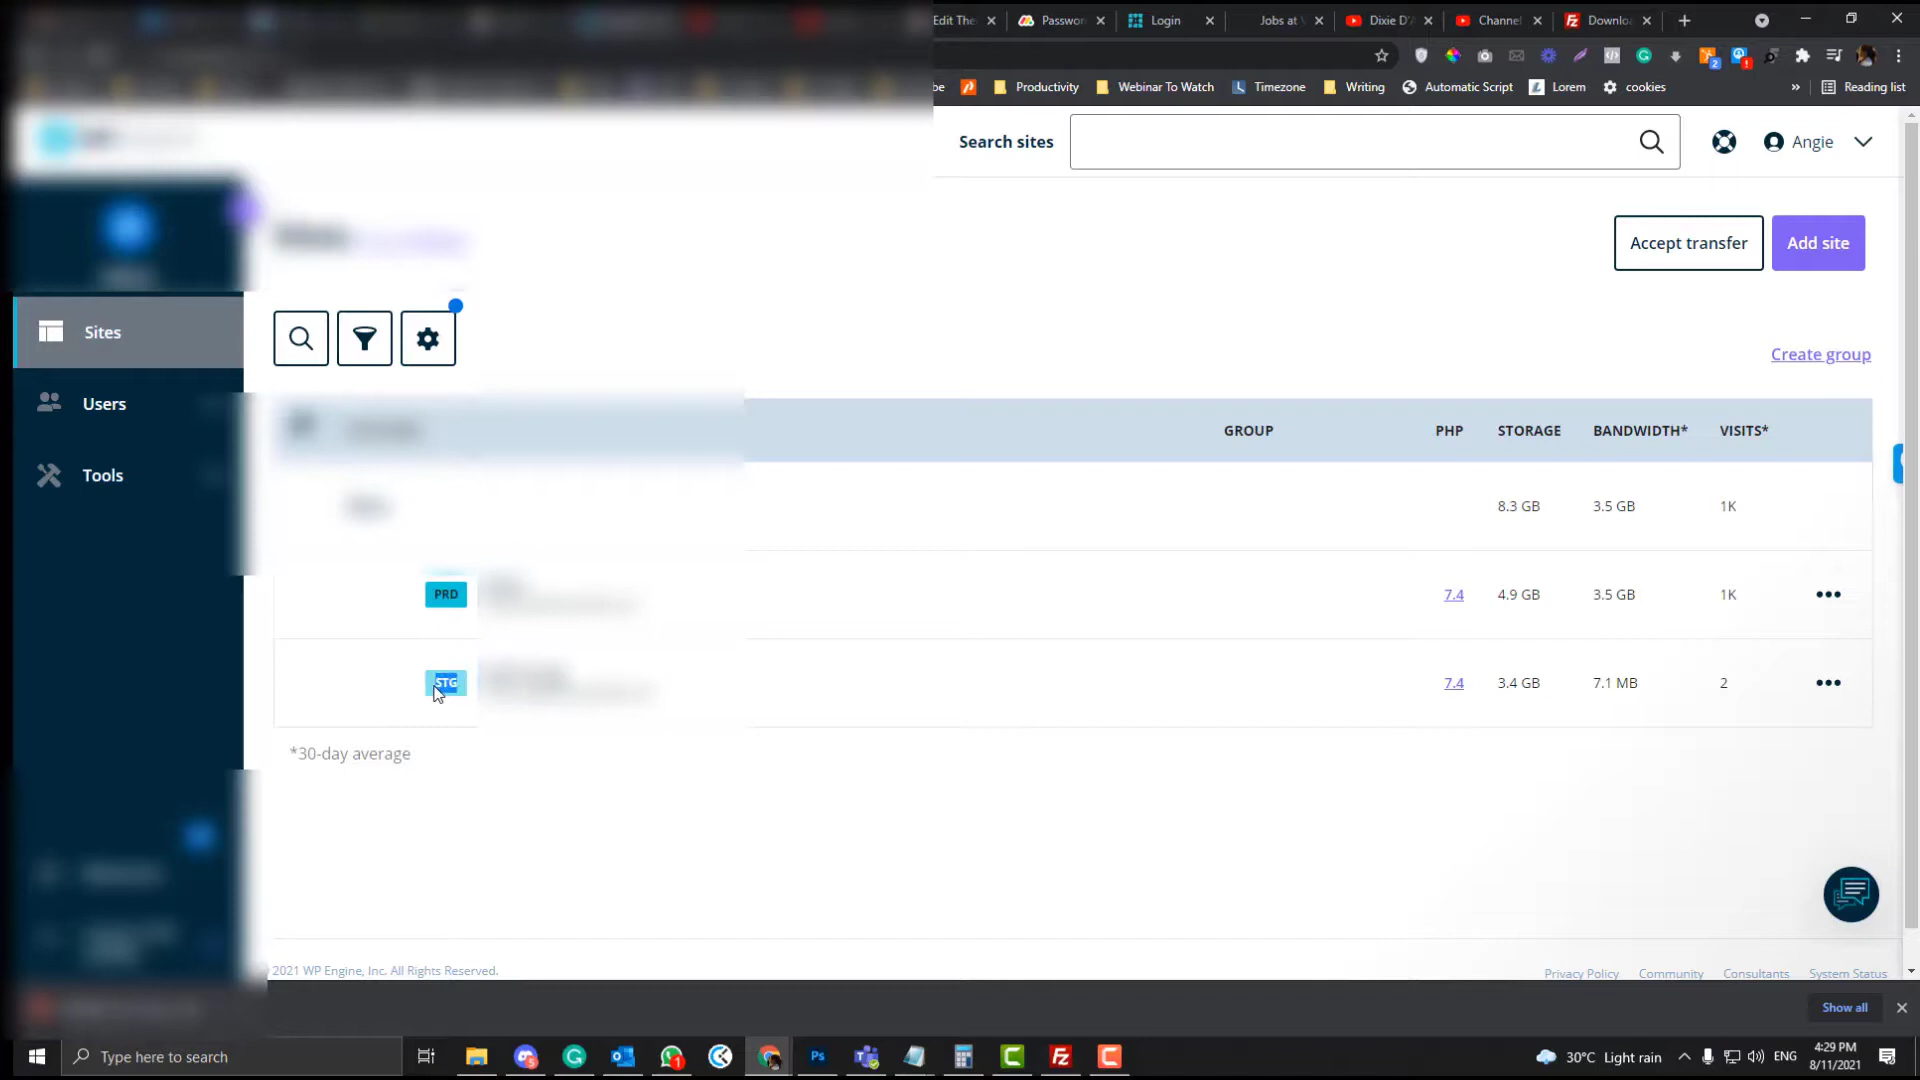 Edit The
Passwor
Login
Jobs at
Dixie D'A
Channel
Downloa
be
Productivity
Webinar To Watch
Timezone
Writing
Automatic Script
Lorem
cookies
»
Reading list
Search sites
Angie
Accept transfer
Add site
Sites
Create group
Users
GROUP PHP STORAGE BANDWIDTH* VISITS*
Tools
8.3 GB 3.5 GB 1K
PRD 7.4 4.9 GB 3.5 GB 1K
STG 7.4 3.4 GB 7.1 MB 2
*30-day average
2021 WP Engine, Inc. All Rights Reserved.
Privacy Policy Community Consultants System Status
Show all
Type here to search
30°C Light rain
ENG
4:29 PM
8/11/2021